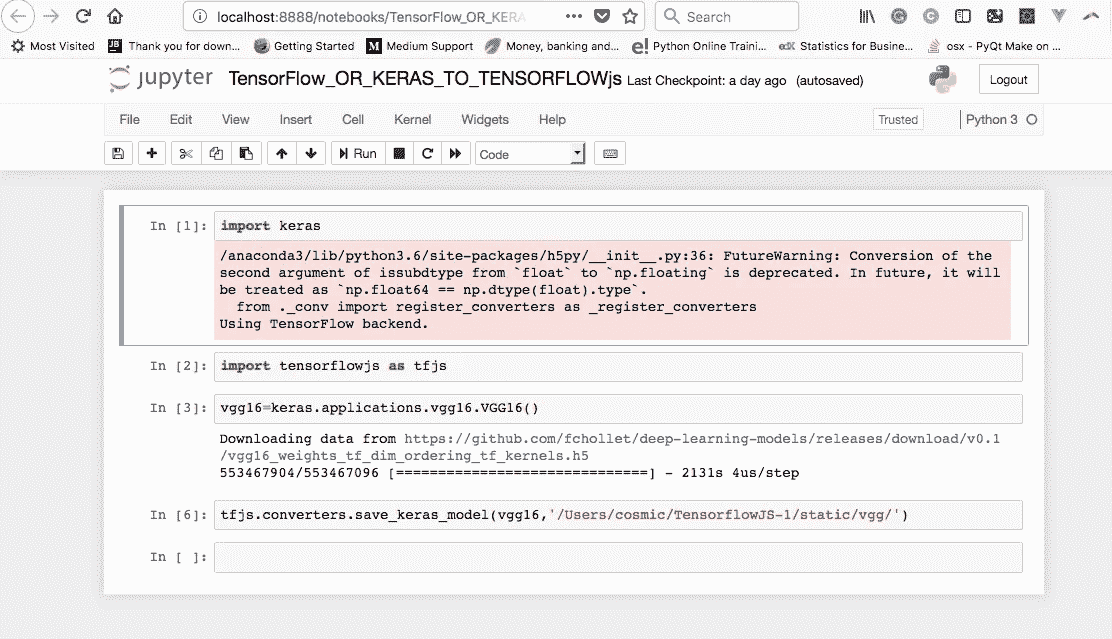 localhost:8888/notebooks/TensorFlow_OR_KERA
Search
Most Visited
JB Thank you for down...
Getting Started
M Medium Support
Money, banking and...
e! Python Online Traini...
edX Statistics for Busine...
osx - PyQt Make on ...
jupyter TensorFlow_OR_KERAS_TO_TENSORFLOWjs Last Checkpoint: a day ago (autosaved)
Logout
File Edit View Insert Cell Kernel Widgets Help
Trusted
Python 3
Run
Code
In [1]: import keras
/anaconda3/lib/python3.6/site-packages/h5py/__init__.py:36: FutureWarning: Conversion of the
second argument of issubdtype from `float` to `np.floating` is deprecated. In future, it will
be treated as `np.float64 == np.dtype(float).type`.
from ._conv import register_converters as _register_converters
Using TensorFlow backend.
In [2]: import tensorflowjs as tfjs
In [3]: vgg16=keras.applications.vgg16.VGG16()
Downloading data from https://github.com/fchollet/deep-learning-models/releases/download/v0.1
/vgg16_weights_tf_dim_ordering_tf_kernels.h5
553467904/553467096 [==============================] - 2131s 4us/step
In [6]: tfjs.converters.save_keras_model(vgg16,'/Users/cosmic/TensorflowJS-1/static/vgg/')
In [ ]: